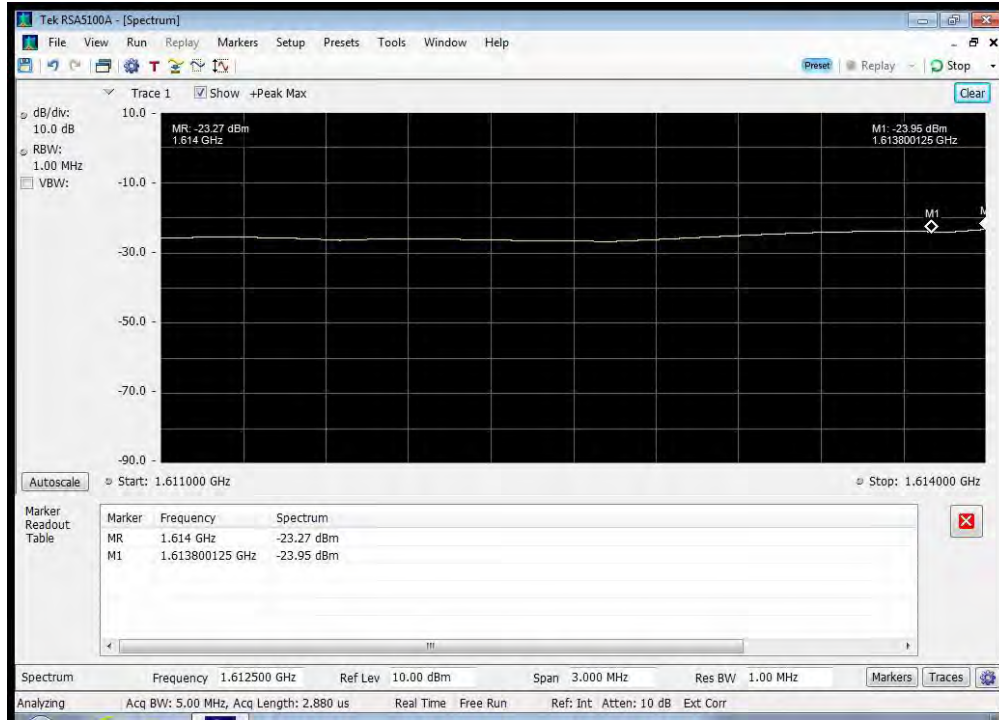 Tek RSA5100A - [Spectrum]
File View Run Replay Markers Setup Presets Tools Window Help
T Preset Replay Stop
Trace 1 Show +Peak Max Clear
dB/div:
10.0 dB
RBW:
1.00 MHz
VBW:
10.0
MR: -23.27 dBm
1.614 GHz
M1: -23.95 dBm
1.613800125 GHz
-10.0
M1 M
-30.0
-50.0
-70.0
-90.0
Autoscale Start: 1.611000 GHz Stop: 1.614000 GHz
Marker
Readout
Table
Marker Frequency Spectrum
MR 1.614 GHz -23.27 dBm
M1 1.613800125 GHz -23.95 dBm
Spectrum Frequency 1.612500 GHz Ref Lev 10.00 dBm Span 3.000 MHz Res BW 1.00 MHz Markers Traces
Analyzing Acq BW: 5.00 MHz, Acq Length: 2.880 us Real Time Free Run Ref: Int Atten: 10 dB Ext Corr